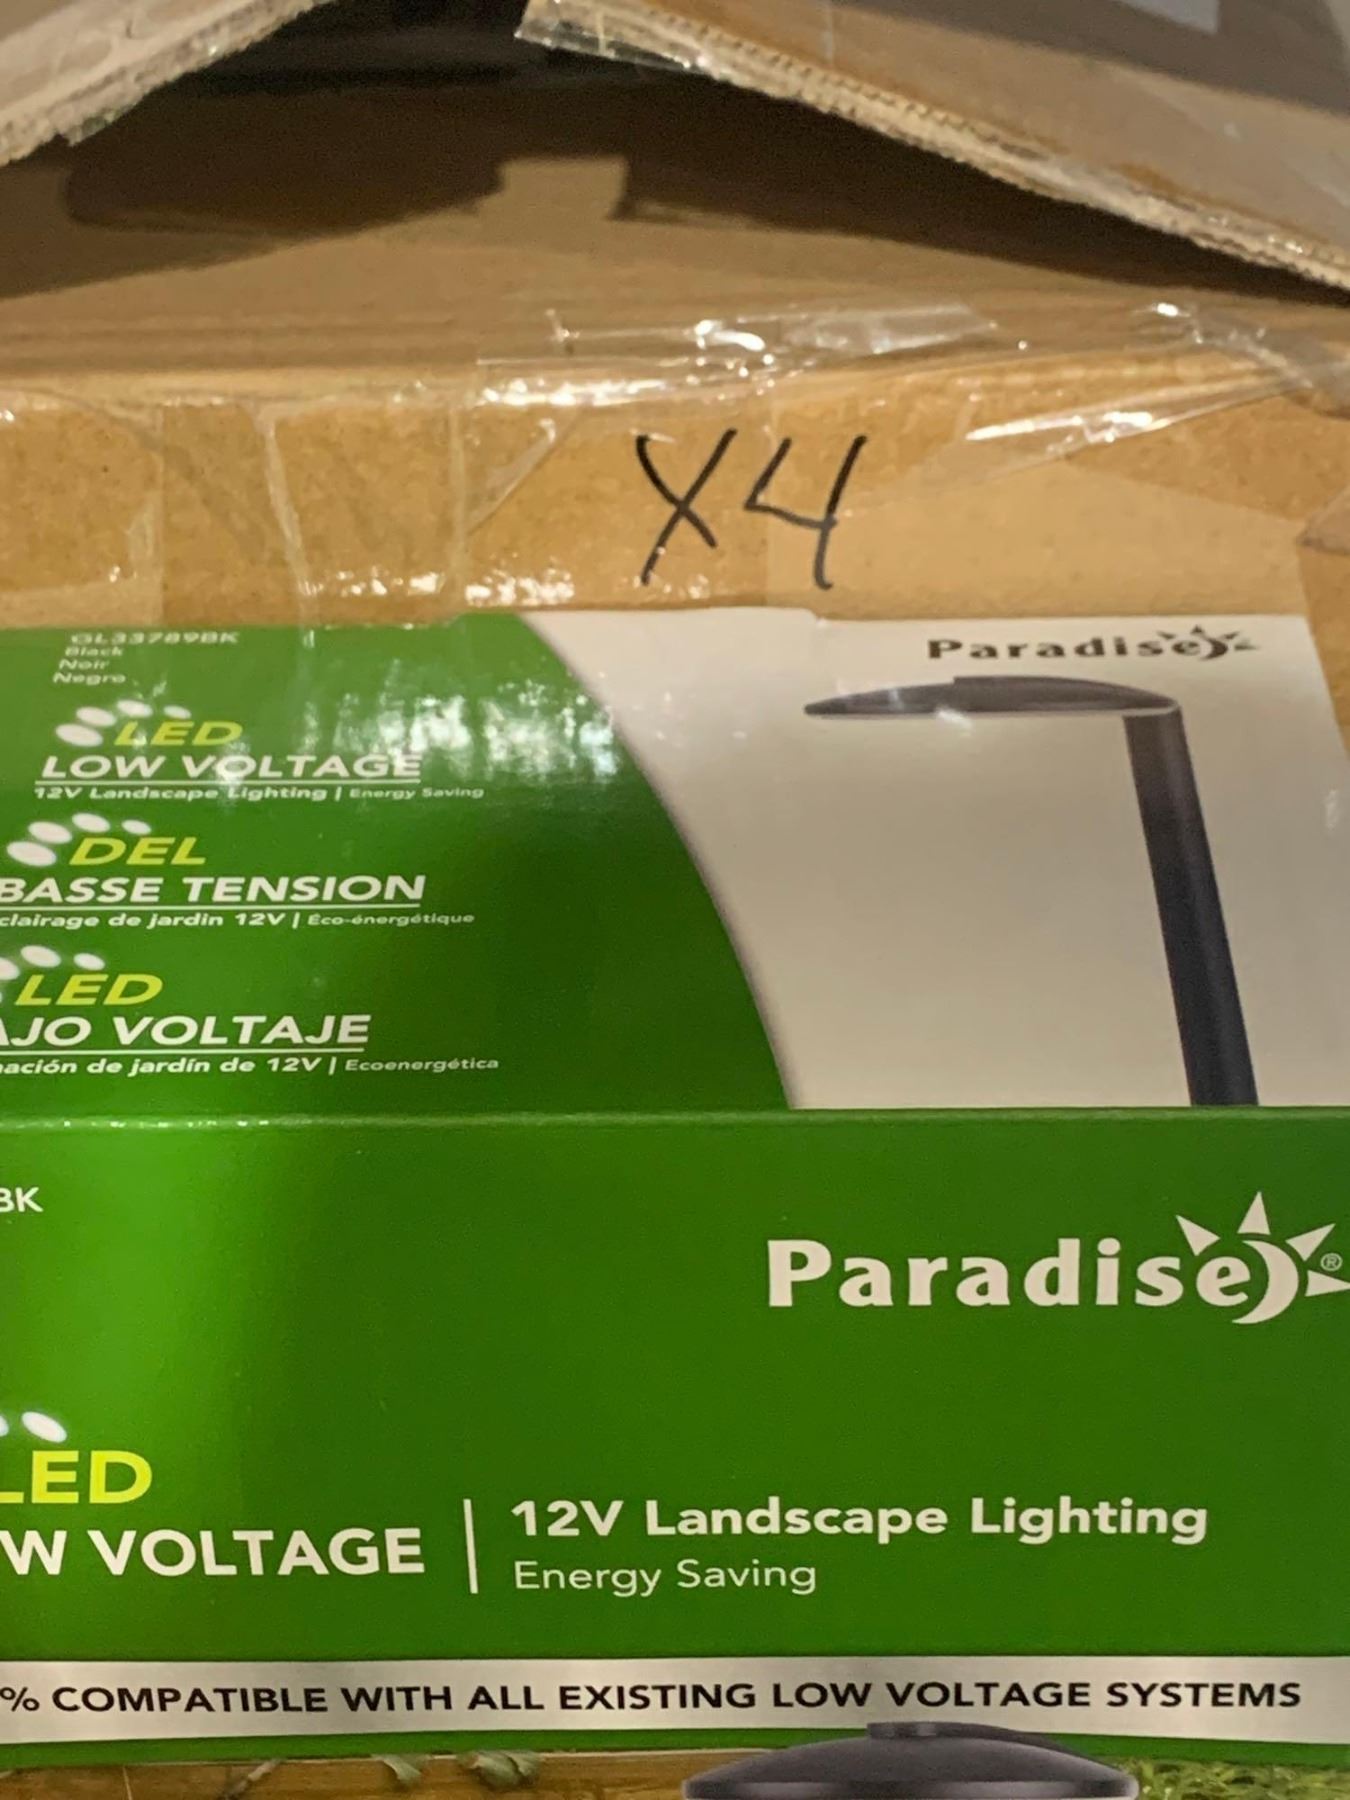 X4
GL33789BK
Black
Noir
Negro
Paradise
LED
LOW VOLTAGE
12V Landscape Lighting | Energy Saving
DEL
BASSE TENSION
clairage de jardin 12V | Éco-énergétique
LED
AJO VOLTAJE
ación de jardín de 12V | Ecoenergética
BK
Paradise®
LED
W VOLTAGE | 12V Landscape Lighting
Energy Saving
% COMPATIBLE WITH ALL EXISTING LOW VOLTAGE SYSTEMS